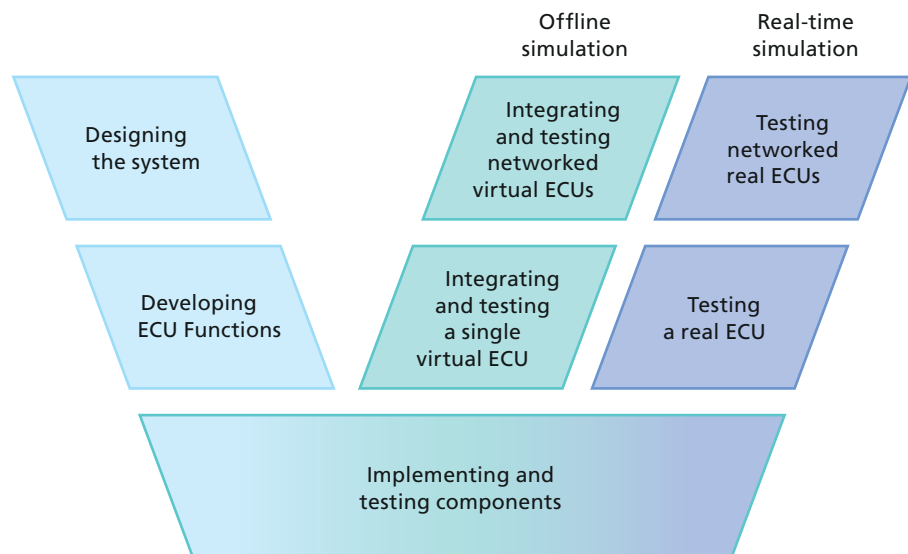 Offline
simulation
Real-time
simulation
Designing
the system
Integrating
and testing
networked
virtual ECUs
Testing
networked
real ECUs
Developing
ECU Functions
Integrating
and testing
a single
virtual ECU
Testing
a real ECU
Implementing and
testing components